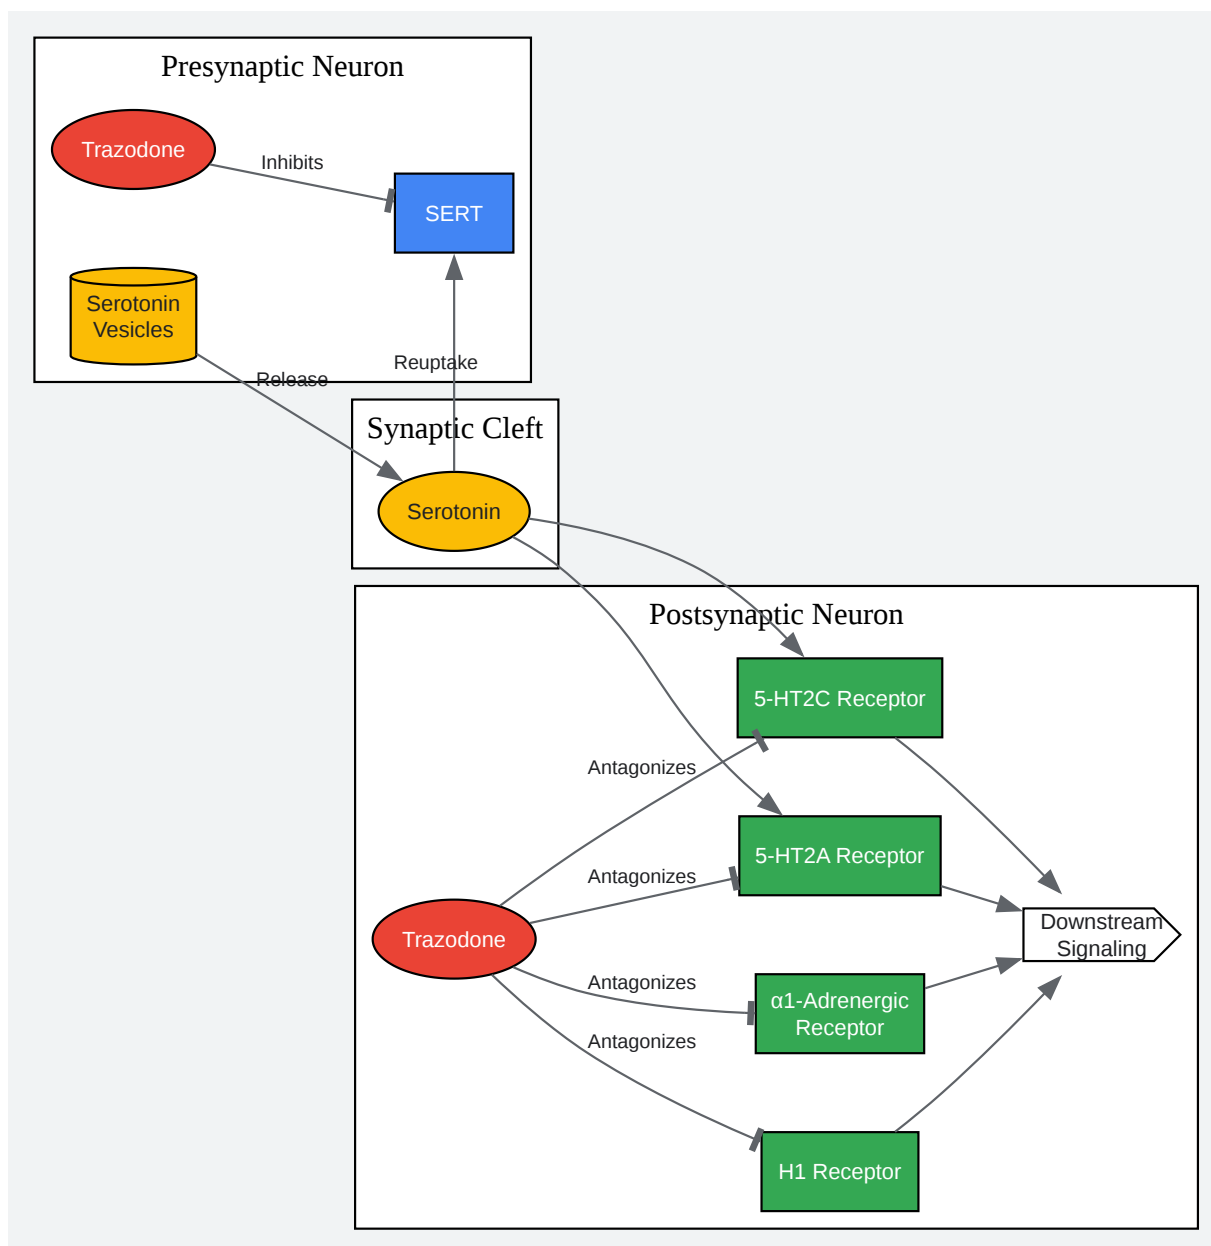 Presynaptic Neuron
Trazodone
Inhibits
SERT
Serotonin
Vesicles
Release
Reuptake
Synaptic Cleft
Serotonin
Postsynaptic Neuron
5-HT2C Receptor
Antagonizes
5-HT2A Receptor
Antagonizes
Trazodone
Downstream
Signaling
Antagonizes
α1-Adrenergic
Receptor
Antagonizes
H1 Receptor